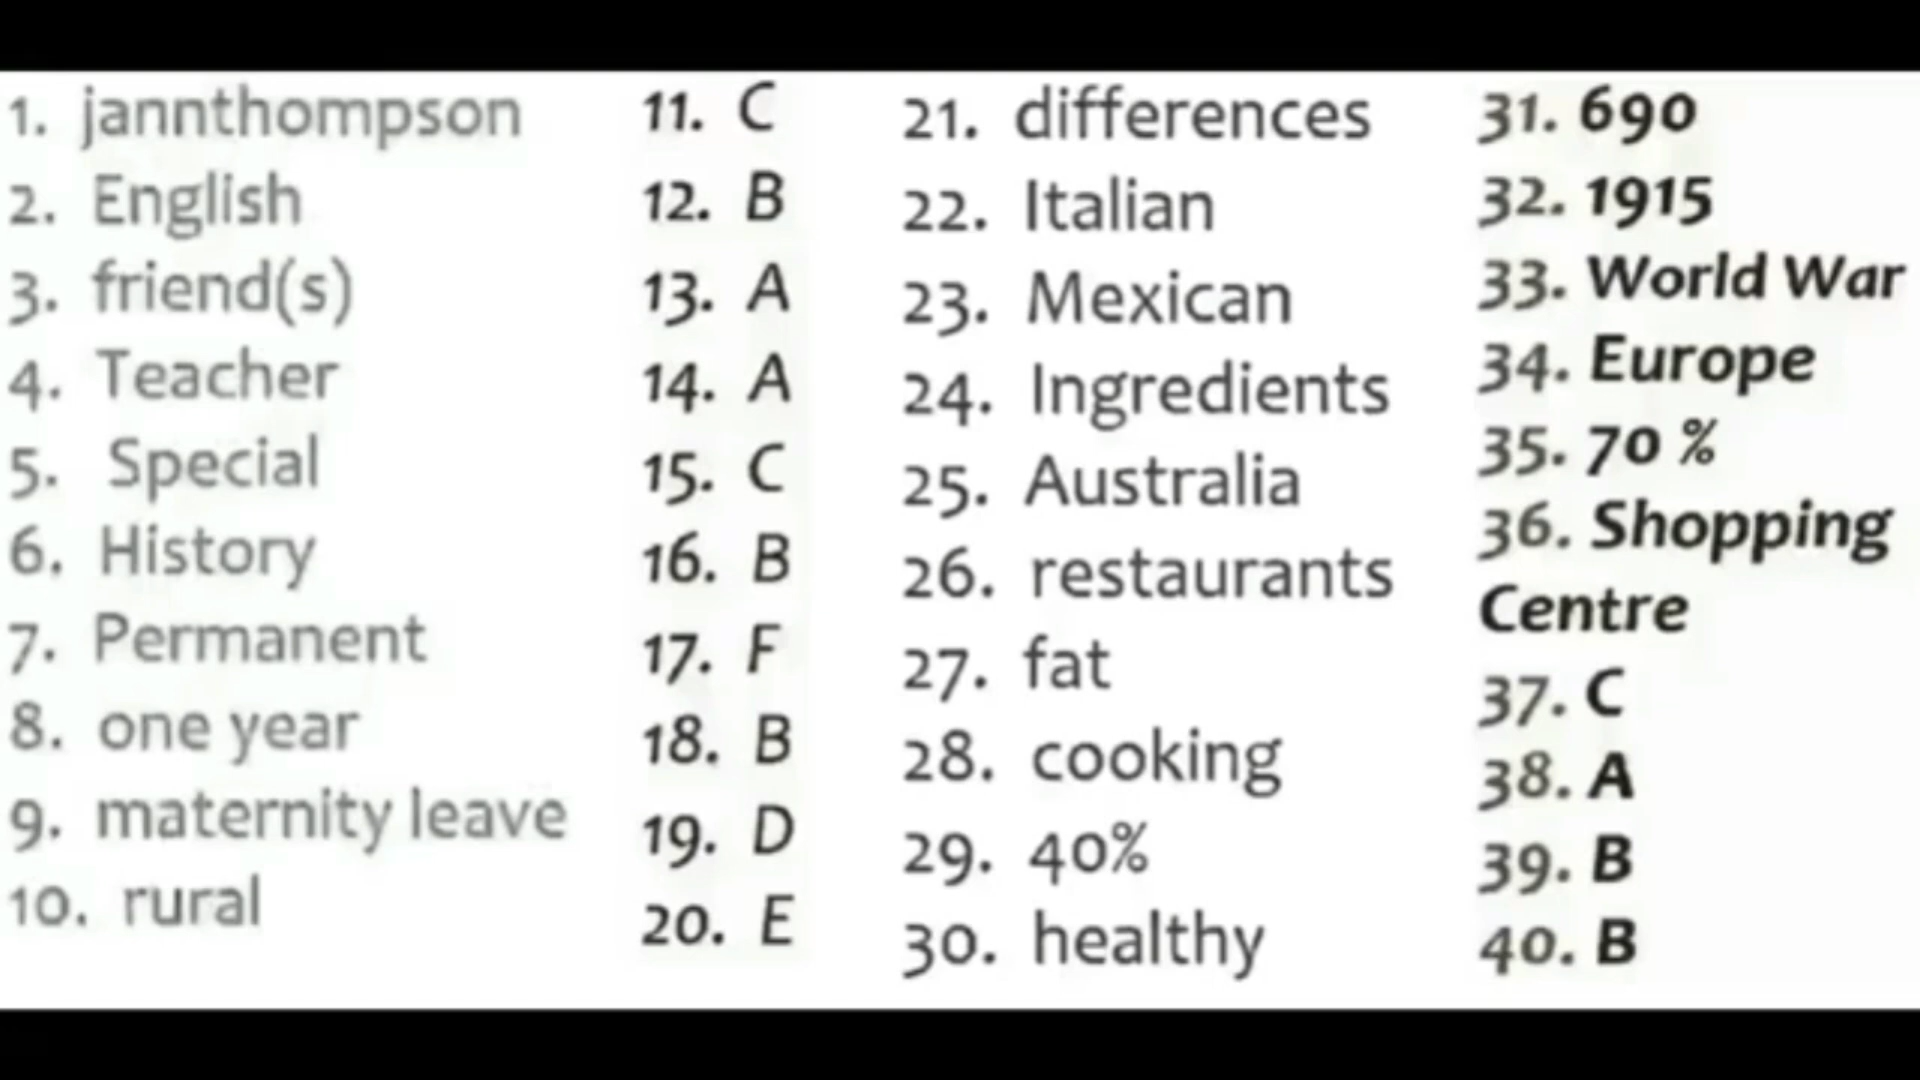 1. jannthompson
2. English
3. friend(s)
4. Teacher
5. Special
6. History
7. Permanent
8. one year
9. maternity leave
10. rural
11. C
12. B
13. A
14. A
15. C
16. B
17. F
18. B
19. D
20. E
21. differences
22. Italian
23. Mexican
24. Ingredients
25. Australia
26. restaurants
27. fat
28. cooking
29. 40%
30. healthy
31. 690
32. 1915
33. World War
34. Europe
35. 70 %
36. Shopping
Centre
37. C
38. A
39. B
40. B